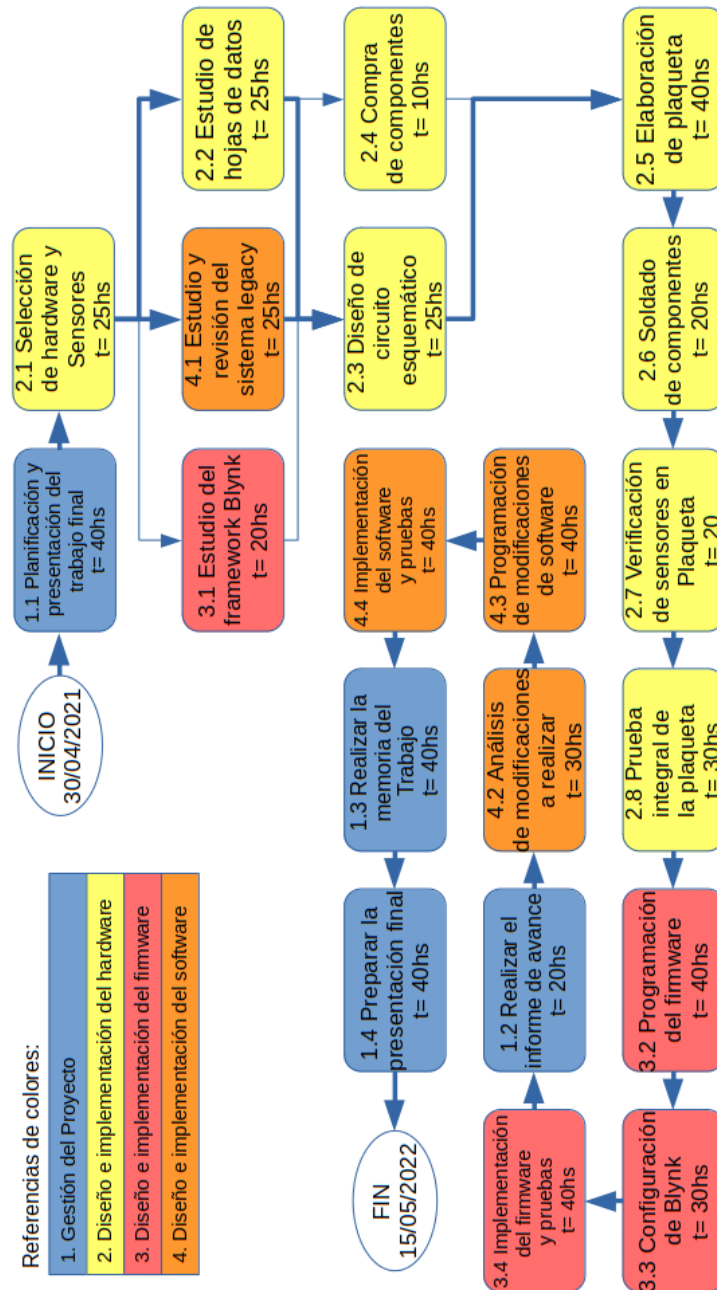 Referencias de colores:
1. Gestión del Proyecto
2. Diseño e implementación del hardware
3. Diseño e implementación del firmware
4. Diseño e implementación del software
INICIO
30/04/2021
1.1 Planificación y
presentación del
trabajo final
t= 40hs
2.1 Selección
de hardware y
Sensores
t= 25hs
3.1 Estudio del
framework Blynk
t= 20hs
4.1 Estudio y
revisión del
sistema legacy
t= 25hs
2.2 Estudio de
hojas de datos
t= 25hs
FIN
15/05/2022
1.4 Preparar la
presentación final
t= 40hs
1.3 Realizar la
memoria del
Trabajo
t= 40hs
4.4 Implementación
del software
y pruebas
t= 40hs
2.3 Diseño de
circuito
esquemático
t= 25hs
2.4 Compra
de componentes
t= 10hs
3.4 Implementación
del firmware
y pruebas
t= 40hs
1.2 Realizar el
informe de avance
t= 20hs
4.2 Análisis
de modificaciones
a realizar
t= 30hs
4.3 Programación
de modificaciones
de software
t= 40hs
3.3 Configuración
de Blynk
t= 30hs
3.2 Programación
del firmware
t= 40hs
2.8 Prueba
integral de
la plaqueta
t= 30hs
2.7 Verificación
de sensores en
Plaqueta
t= 20
2.6 Soldado
de componentes
t= 20hs
2.5 Elaboración
de plaqueta
t= 40hs